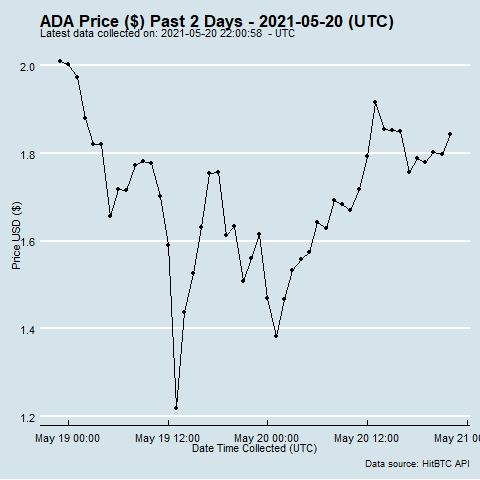 ADA Price ($) Past 2 Days - 2021-05-20 (UTC)
Latest data collected on: 2021-05-20 22:00:58 - UTC
2.0
1.8
1.6
1.4
1.2
Price USD ($)
May 19 00:00 May 19 12:00 May 20 00:00 May 20 12:00 May 21 00
Date Time Collected (UTC)
Data source: HitBTC API